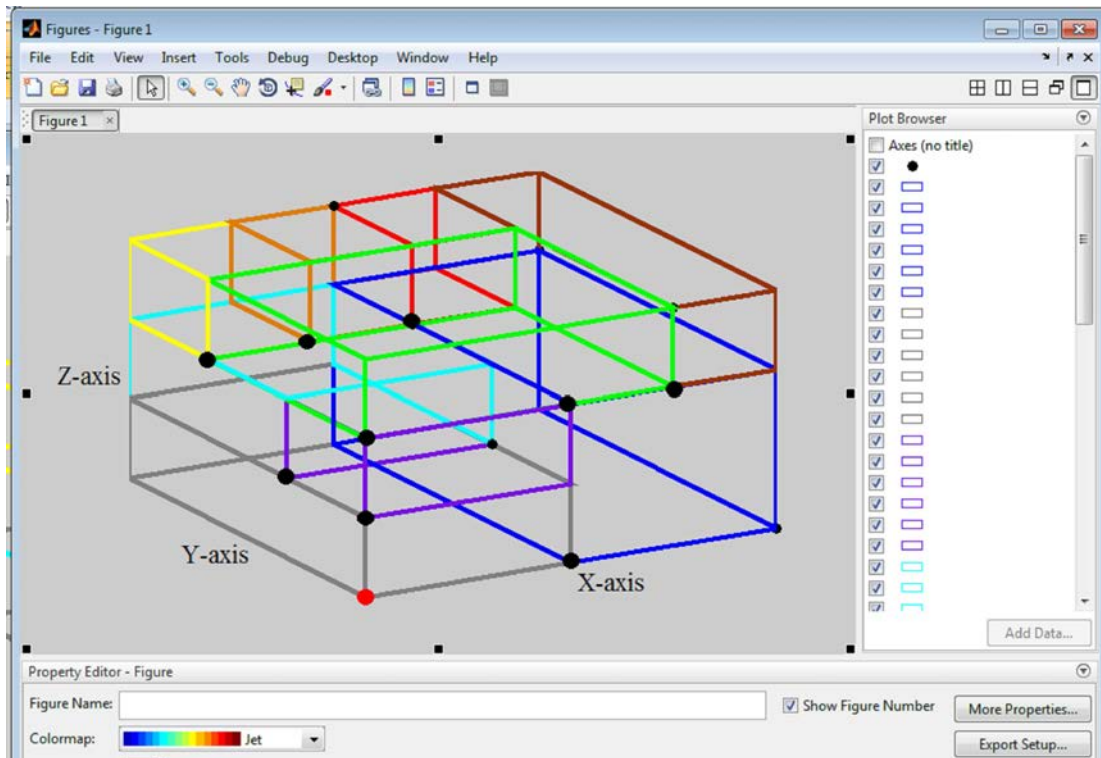 Figures - Figure 1
File Edit View Insert Tools Debug Desktop Window Help
Figure 1
Plot Browser
Axes (no title)
Z-axis
Y-axis
X-axis
Add Data...
Property Editor - Figure
Figure Name:
Show Figure Number
More Properties...
Colormap:
Jet
Export Setup...